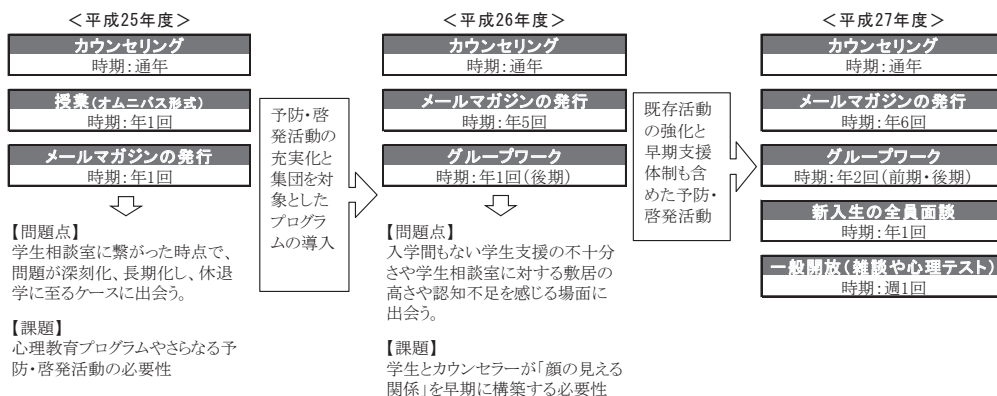 <平成25年度>
カウンセリング
時期:通年
授業(オムニバス形式)
時期:年1回
メールマガジンの発行
時期:年1回
【問題点】
学生相談室に繋がった時点で、
問題が深刻化、長期化し、休退
学に至るケースに出会う。
【課題】
心理教育プログラムやさらなる予
防・啓発活動の必要性
予防・啓
発活動の
充実化と
集団を対
象とした
プログラ
ムの導入
<平成26年度>
カウンセリング
時期:通年
メールマガジンの発行
時期:年5回
グループワーク
時期:年1回(後期)
【問題点】
入学間もない学生支援の不十分
さや学生相談室に対する敷居の
高さや認知不足を感じる場面に
出会う。
【課題】
学生とカウンセラーが「顔の見える
関係」を早期に構築する必要性
既存活動
の強化と
早期支援
体制も含
めた予防・
啓発活動
<平成27年度>
カウンセリング
時期:通年
メールマガジンの発行
時期:年6回
グループワーク
時期:年2回(前期・後期)
新入生の全員面談
時期:年1回
一般開放(雑談や心理テスト)
時期:週1回